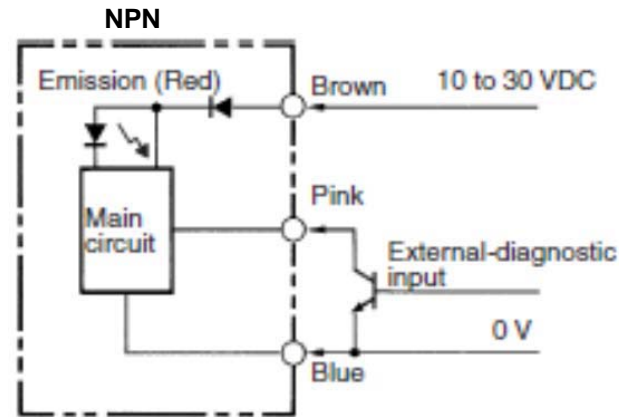 NPN
Emission (Red)
Brown
10 to 30 VDC
Pink
Main
circuit
External-diagnostic
input
0 V
Blue